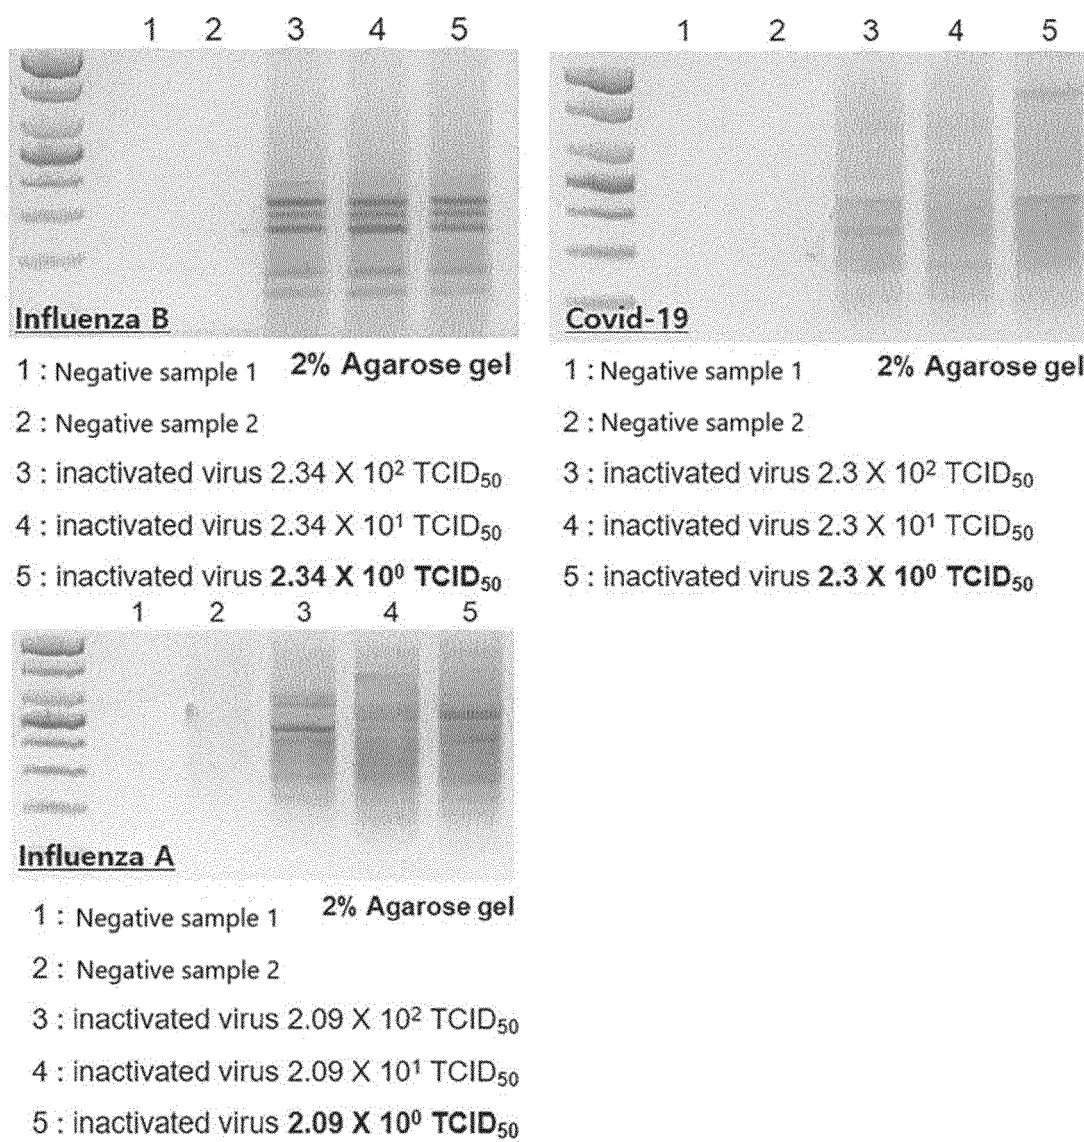 1 2 3 4 5
Influenza B
2% Agarose gel
1 : Negative sample 1
2 : Negative sample 2
3 : inactivated virus 2.34 X 10² TCID₅₀
4 : inactivated virus 2.34 X 10¹ TCID₅₀
5 : inactivated virus 2.34 X 10⁰ TCID₅₀
1 2 3 4 5
Covid-19
2% Agarose gel
1 : Negative sample 1
2 : Negative sample 2
3 : inactivated virus 2.3 X 10² TCID₅₀
4 : inactivated virus 2.3 X 10¹ TCID₅₀
5 : inactivated virus 2.3 X 10⁰ TCID₅₀
1 2 3 4 5
Influenza A
2% Agarose gel
1 : Negative sample 1
2 : Negative sample 2
3 : inactivated virus 2.09 X 10² TCID₅₀
4 : inactivated virus 2.09 X 10¹ TCID₅₀
5 : inactivated virus 2.09 X 10⁰ TCID₅₀